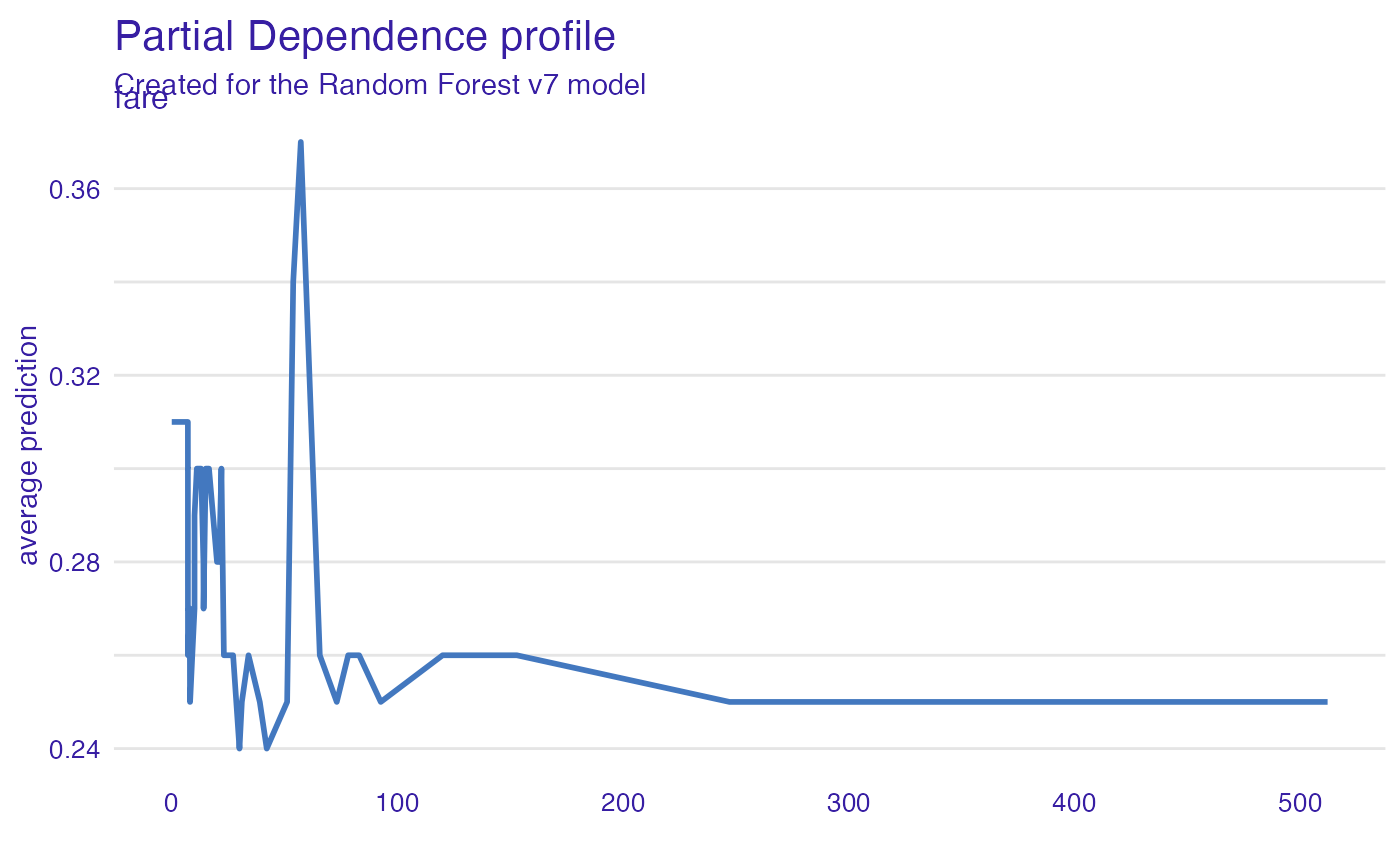 Partial Dependence profile
Created for the Random Forest v7 model
fare
0.36
0.32
0.28
0.24
average prediction
0
100
200
300
400
500